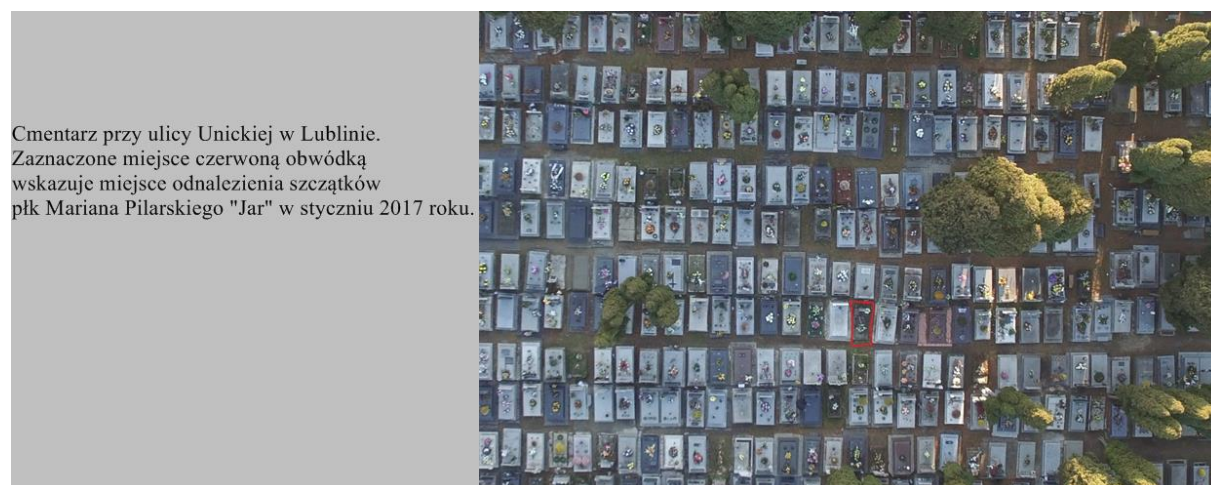 Cmentarz przy ulicy Unickiej w Lublinie.
Zaznaczone miejsce czerwoną obwódką
wskazuje miejsce odnalezienia szczątków
płk Mariana Pilarskiego "Jar" w styczniu 2017 roku.